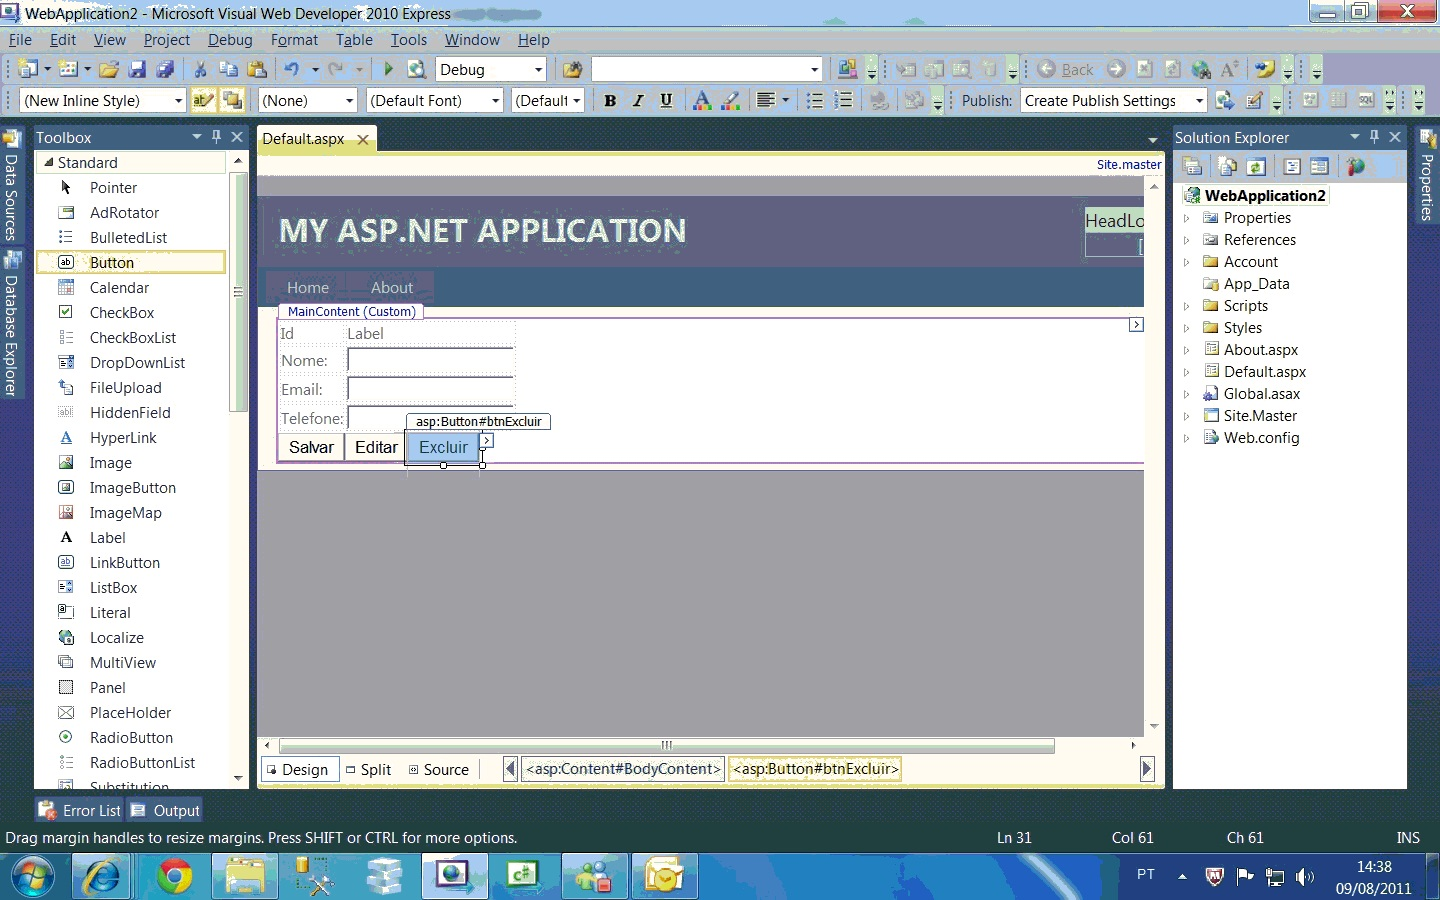 WebApplication2 - Microsoft Visual Web Developer 2010 Express
File Edit View Project Debug Format Table Tools Window Help
Debug Back
(New Inline Style) (None) (Default Font) (Default B I U A Publish: Create Publish Settings
Toolbox
Standard
Pointer
AdRotator
BulletedList
Button
Calendar
CheckBox
CheckBoxList
DropDownList
FileUpload
HiddenField
HyperLink
Image
ImageButton
ImageMap
Label
LinkButton
ListBox
Literal
Localize
MultiView
Panel
PlaceHolder
RadioButton
RadioButtonList
Substitution
Data Sources
Database Explorer
Default.aspx
Site.master
MY ASP.NET APPLICATION
HeadLo
[
Home About
MainContent (Custom)
Id Label
Nome:
Email:
Telefone:
asp:Button#btnExcluir
Salvar Editar Excluir
Design Split Source <asp:Content#BodyContent> <asp:Button#btnExcluir>
Solution Explorer
WebApplication2
Properties
References
Account
App_Data
Scripts
Styles
About.aspx
Default.aspx
Global.asax
Site.Master
Web.config
Properties
Error List Output
Drag margin handles to resize margins. Press SHIFT or CTRL for more options. Ln 31 Col 61 Ch 61 INS
PT 14:38
09/08/2011